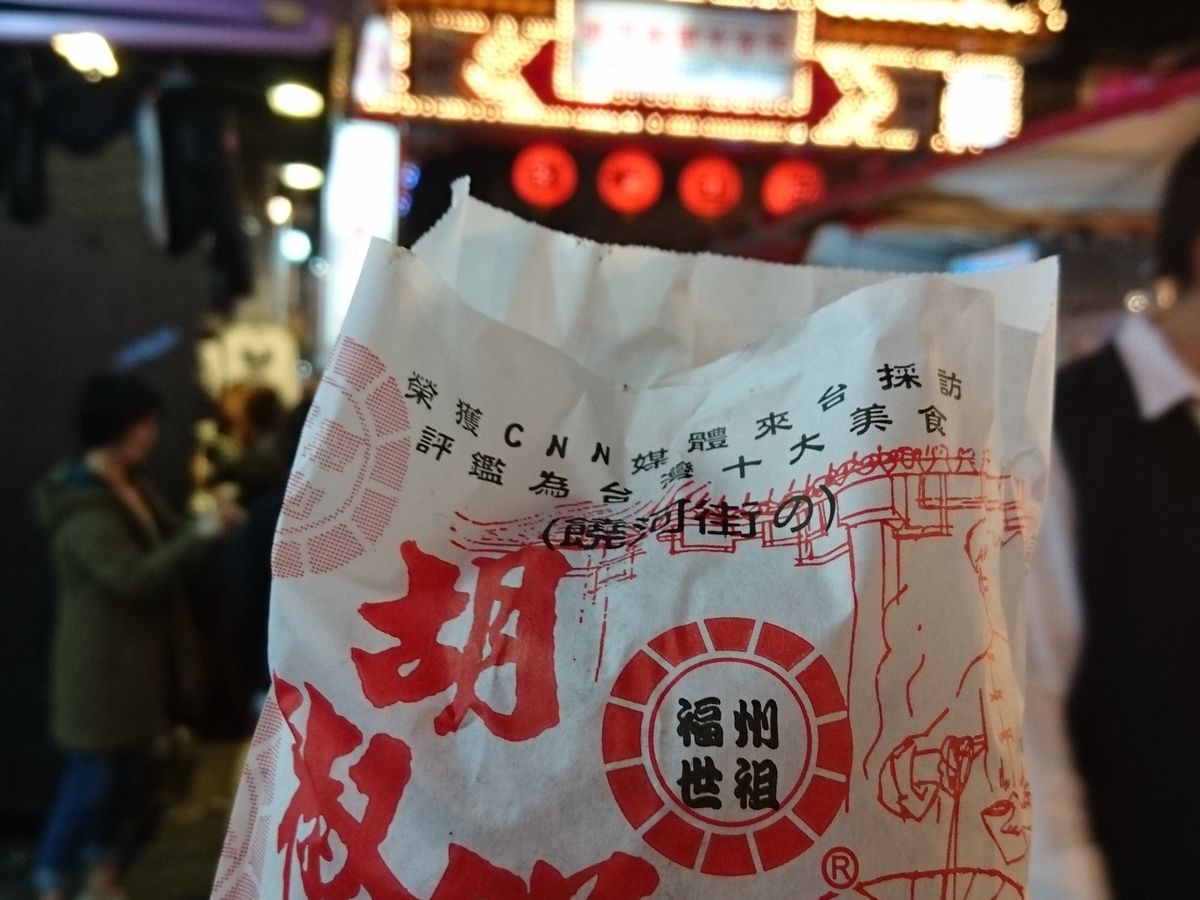 榮獲CNN媒體來台採訪
評鑑為台灣十大美食
(饒河街の)
胡
椒
福州
世祖
®